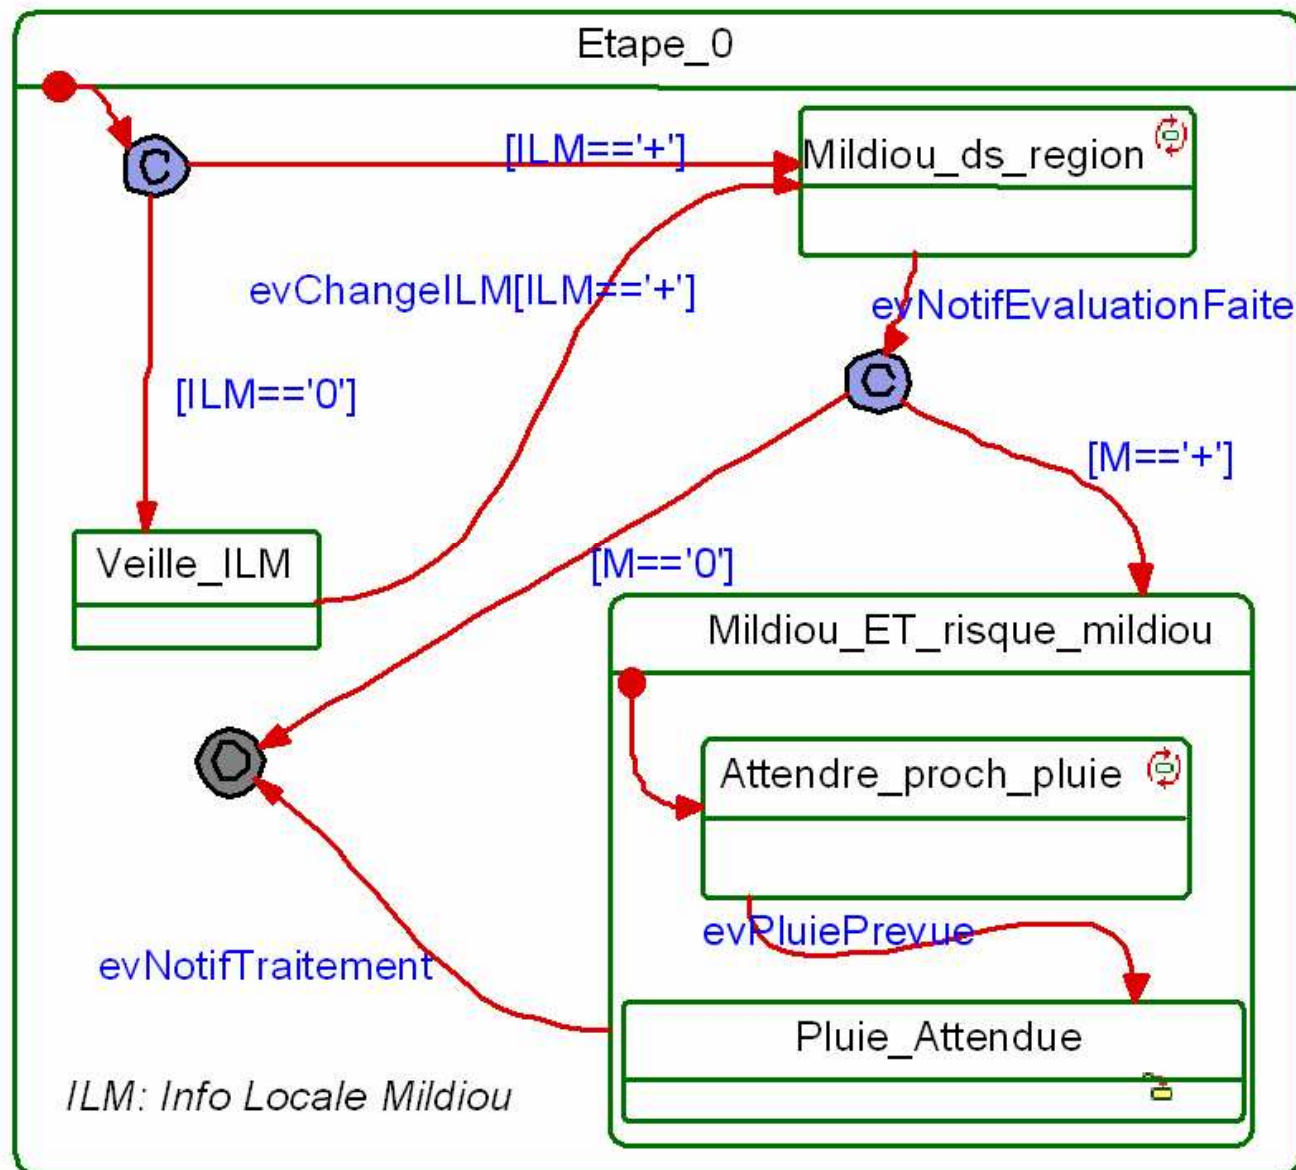 Etape_0
C
[ILM=='+']
Mildiou_ds_region
evChangeILM[ILM=='+']
evNotifEvaluationFaite
C
[ILM=='0']
[M=='+']
Veille_ILM
[M=='0']
Mildiou_ET_risque_mildiou
Attendre_proch_pluie
evPluiePrevue
evNotifTraitement
Pluie_Attendue
ILM: Info Locale Mildiou